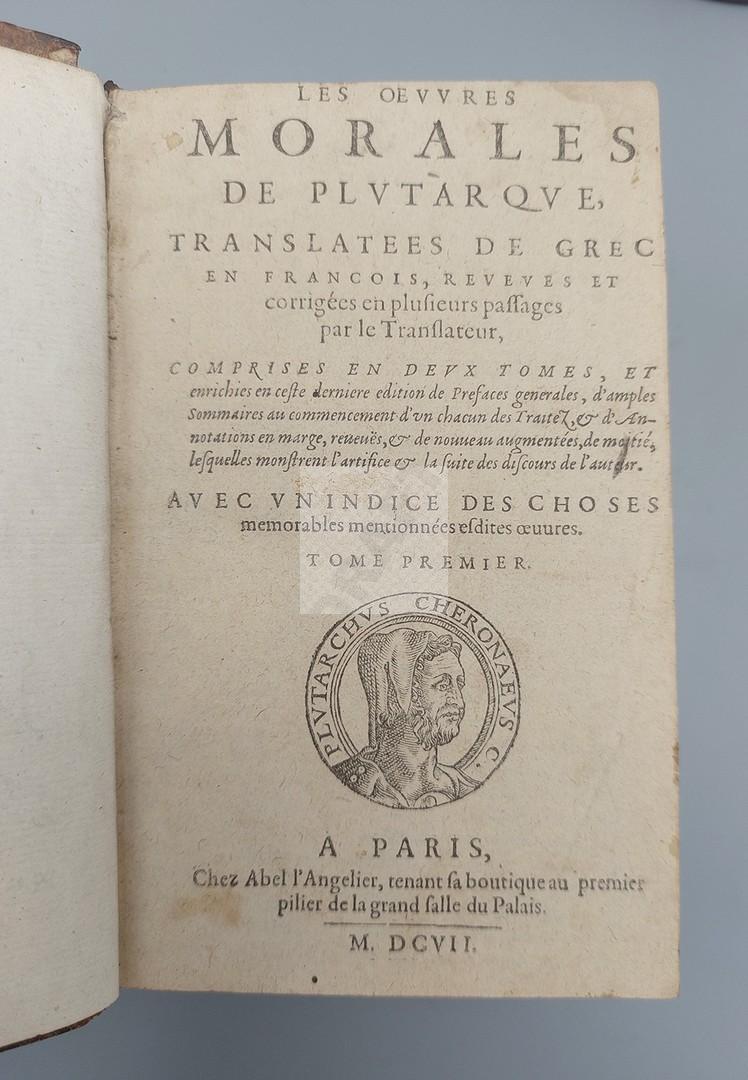 LES OEVVRES
MORALES
DE PLVTARQVE,
TRANSLATEES DE GREC
EN FRANCOIS, REVEVES ET
corrigées en pluſieurs paſſages
par le Tranſlateur,
COMPRISES EN DEVX TOMES, ET
enrichies en ceſte derniere edition de Prefaces generales, d'amples
Sommaires au commencement d'vn chacun des Traitez, & d'An-
notations en marge, reueuës, & de nouueau augmentées, de moitié,
leſquelles monſtrent l'artifice & la ſuite des diſcours de l'auteur.
AVEC VN INDICE DES CHOSES
memorables mentionnées eſdites œuures.
TOME PREMIER.
PLVTARCHVS CHERONAEVS C.
A PARIS,
Chez Abel l'Angelier, tenant ſa boutique au premier
pilier de la grand ſalle du Palais.
M. DCVII.